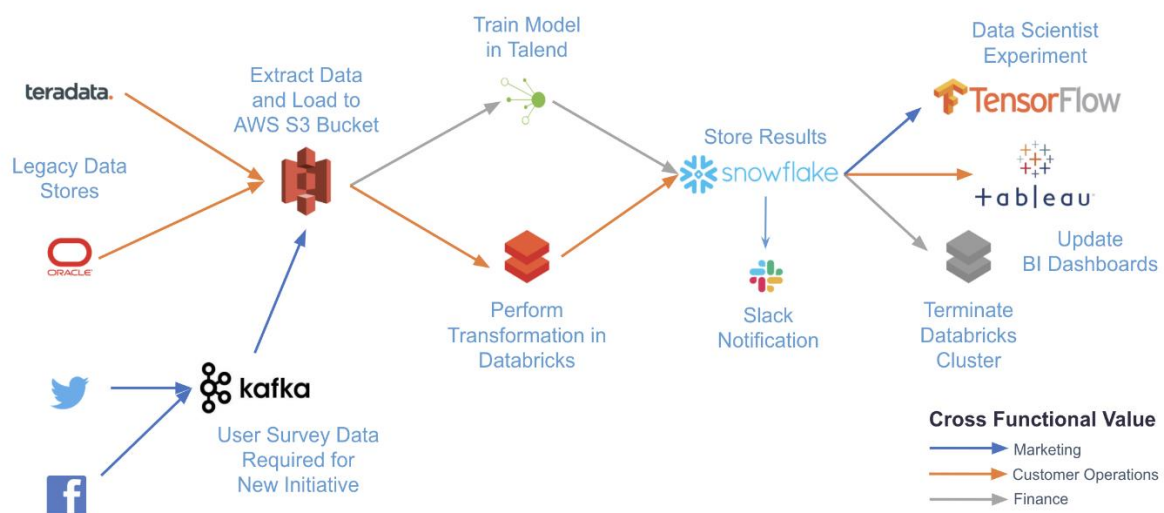 Train Model
in Talend
Data Scientist
Experiment
teradata.
Extract Data
and Load to
AWS S3 Bucket
TensorFlow
Legacy Data
Stores
Store Results
snowflake
+ableau
ORACLE
Update
BI Dashboards
Perform
Transformation in
Databricks
Slack
Notification
Terminate
Databricks
Cluster
kafka
User Survey Data
Required for
New Initiative
f
Cross Functional Value
Marketing
Customer Operations
Finance